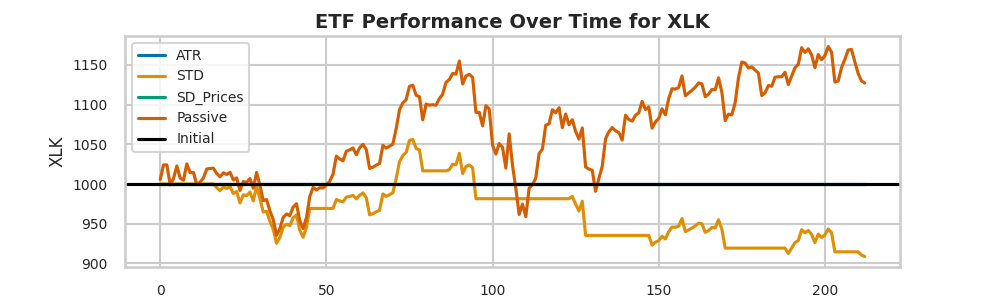 ETF Performance Over Time for XLK
XLK
1150
1100
1050
1000
950
900
ATR
STD
SD_Prices
Passive
Initial
0 50 100 150 200